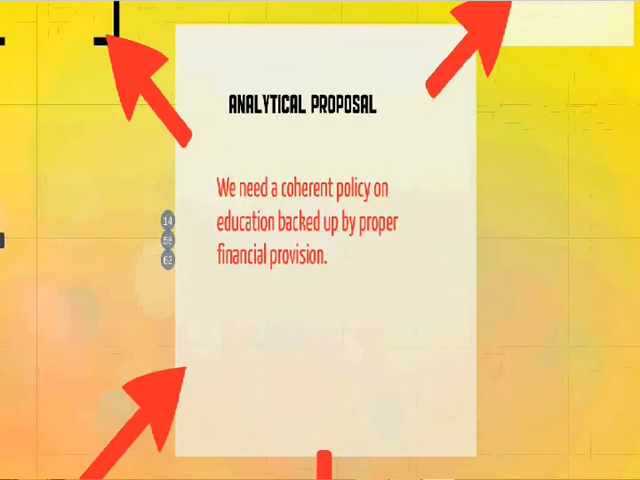 ANALYTICAL PROPOSAL
We need a coherent policy on
education backed up by proper
financial provision.
14
58
62